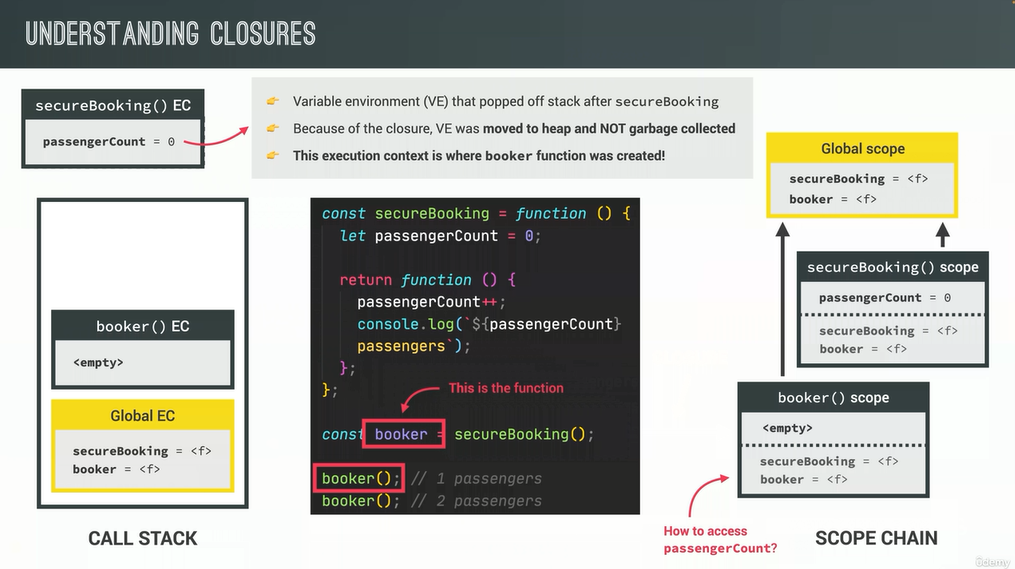 UNDERSTANDING CLOSURES
secureBooking() EC
passengerCount = 0
👉 Variable environment (VE) that popped off stack after secureBooking
👉 Because of the closure, VE was moved to heap and NOT garbage collected
👉 This execution context is where booker function was created!
booker() EC
<empty>
Global EC
secureBooking = <f>
booker = <f>
CALL STACK
const secureBooking = function () {
let passengerCount = 0;
return function () {
passengerCount++;
console.log(`${passengerCount}
passengers`);
};
};
This is the function
const booker = secureBooking();
booker(); // 1 passengers
booker(); // 2 passengers
Global scope
secureBooking = <f>
booker = <f>
secureBooking() scope
passengerCount = 0
secureBooking = <f>
booker = <f>
booker() scope
<empty>
secureBooking = <f>
booker = <f>
How to access
passengerCount?
SCOPE CHAIN
ûdemy